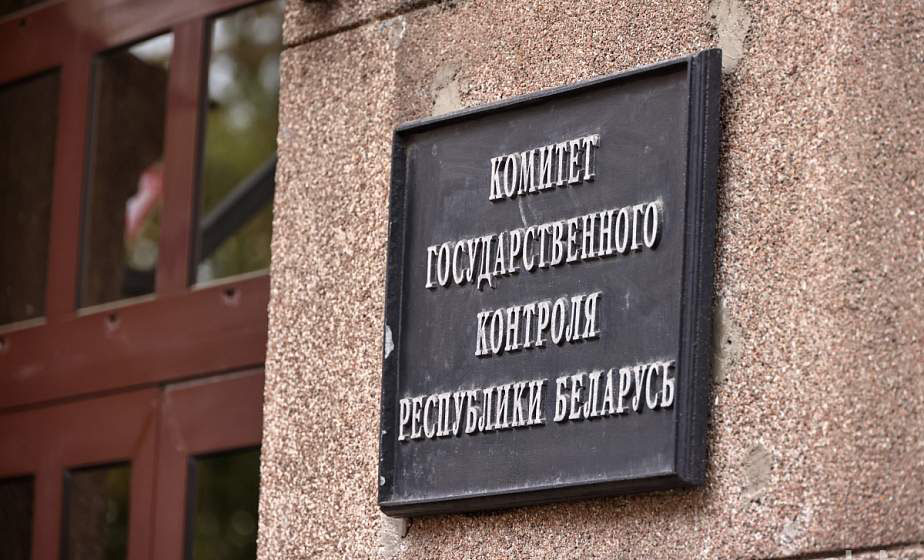 КОМИТЕТ
ГОСУДАРСТВЕННОГО
КОНТРОЛЯ
РЕСПУБЛИКИ БЕЛАРУСЬ